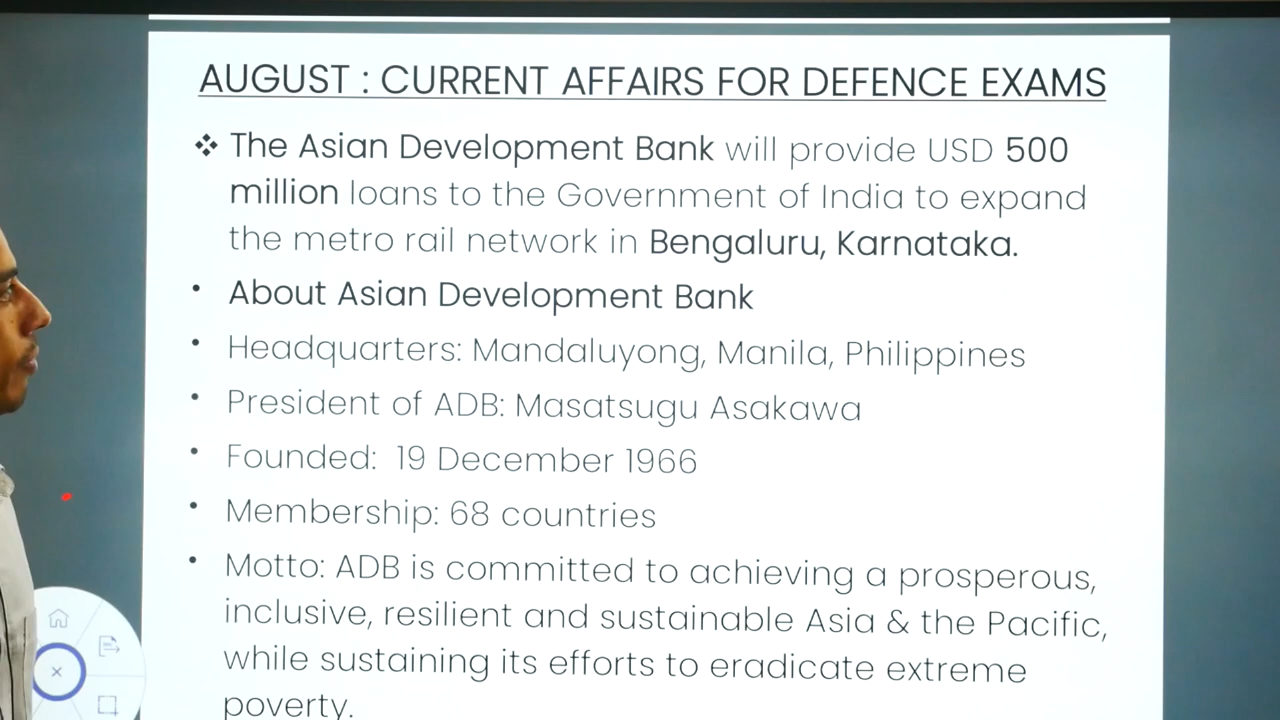 AUGUST : CURRENT AFFAIRS FOR DEFENCE EXAMS
❖ The Asian Development Bank will provide USD 500
million loans to the Government of India to expand
the metro rail network in Bengaluru, Karnataka.
• About Asian Development Bank
• Headquarters: Mandaluyong, Manila, Philippines
• President of ADB: Masatsugu Asakawa
• Founded: 19 December 1966
• Membership: 68 countries
• Motto: ADB is committed to achieving a prosperous,
inclusive, resilient and sustainable Asia & the Pacific,
while sustaining its efforts to eradicate extreme
poverty.